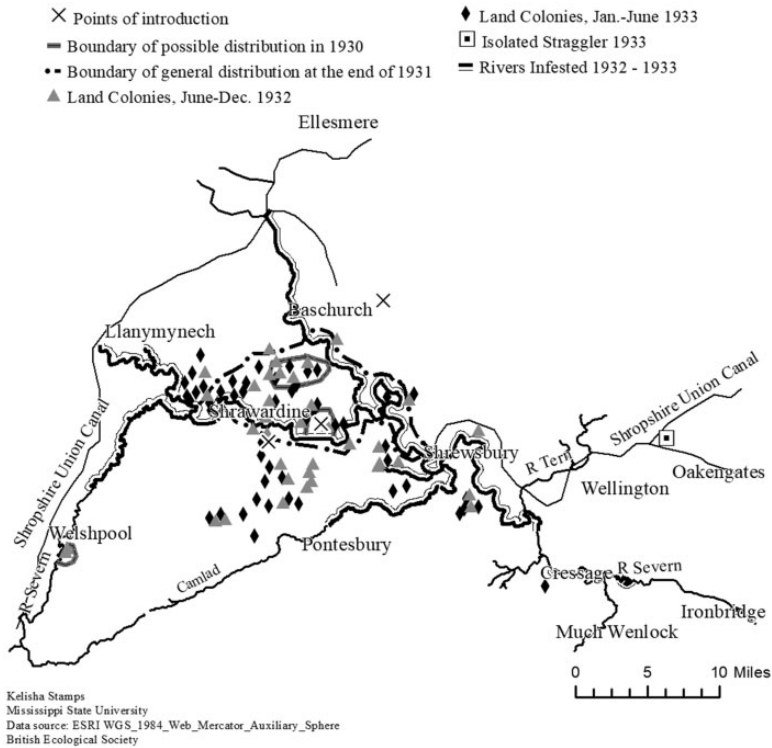 Points of introduction
Boundary of possible distribution in 1930
Boundary of general distribution at the end of 1931
Land Colonies, June-Dec. 1932
Land Colonies, Jan.-June 1933
Isolated Straggler 1933
Rivers Infested 1932 - 1933
Ellesmere
Baschurch
Llanymynech
Shrawardine
Shropshire Union Canal
Shrewsbury
R Tern
Shropshire Union Canal
Oakengates
Wellington
Welshpool
Pontesbury
R Severn
Camlad
Cressage
R Severn
Ironbridge
Much Wenlock
0 5 10 Miles
Kelisha Stamps
Mississippi State University
Data source: ESRI WGS_1984_Web_Mercator_Auxiliary_Sphere
British Ecological Society